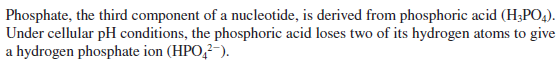 Phosphate, the third component of a nucleotide, is derived from phosphoric acid (H₃PO₄).
Under cellular pH conditions, the phosphoric acid loses two of its hydrogen atoms to give
a hydrogen phosphate ion (HPO₄²⁻).